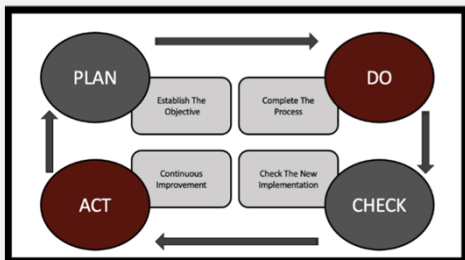 PLAN
DO
Establish The
Objective
Complete The
Process
Continuous
Improvement
Check The New
Implementation
ACT
CHECK